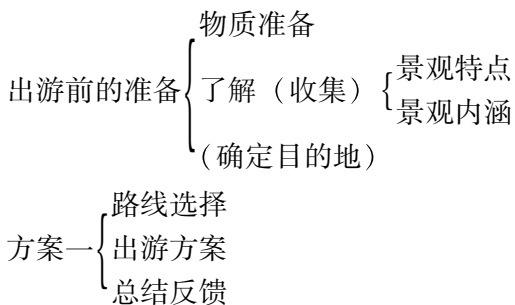 物质准备
出游前的准备 了解（收集） 景观特点
景观内涵
（确定目的地）
路线选择
方案一 出游方案
总结反馈